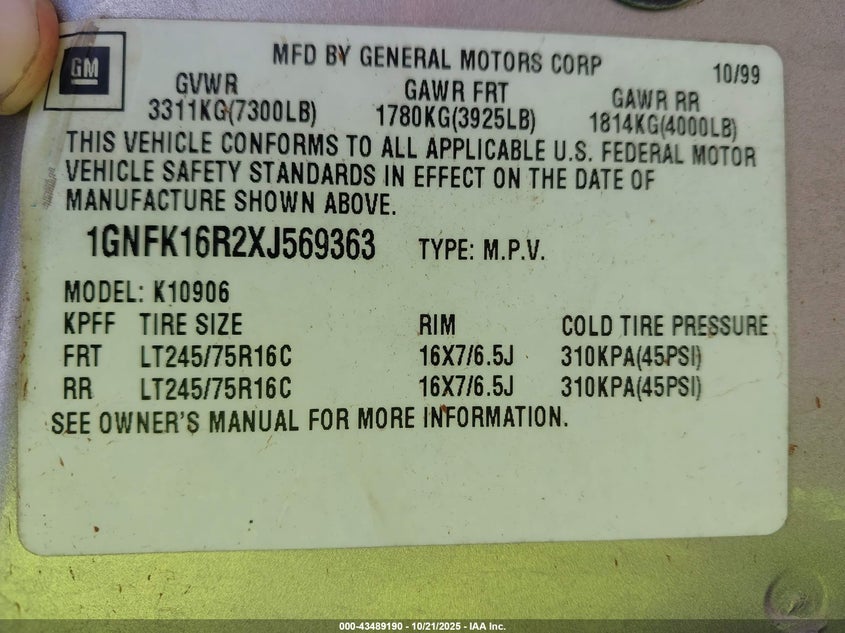 GM
MFD BY GENERAL MOTORS CORP 10/99
GVWR GAWR FRT GAWR RR
3311KG(7300LB) 1780KG(3925LB) 1814KG(4000LB)
THIS VEHICLE CONFORMS TO ALL APPLICABLE U.S. FEDERAL MOTOR
VEHICLE SAFETY STANDARDS IN EFFECT ON THE DATE OF
MANUFACTURE SHOWN ABOVE.
1GNFK16R2XJ569363 TYPE: M.P.V.
MODEL: K10906
KPFF TIRE SIZE RIM COLD TIRE PRESSURE
FRT LT245/75R16C 16X7/6.5J 310KPA(45PSI)
RR LT245/75R16C 16X7/6.5J 310KPA(45PSI)
SEE OWNER'S MANUAL FOR MORE INFORMATION.
000-43489190 - 10/21/2025 - IAA Inc.